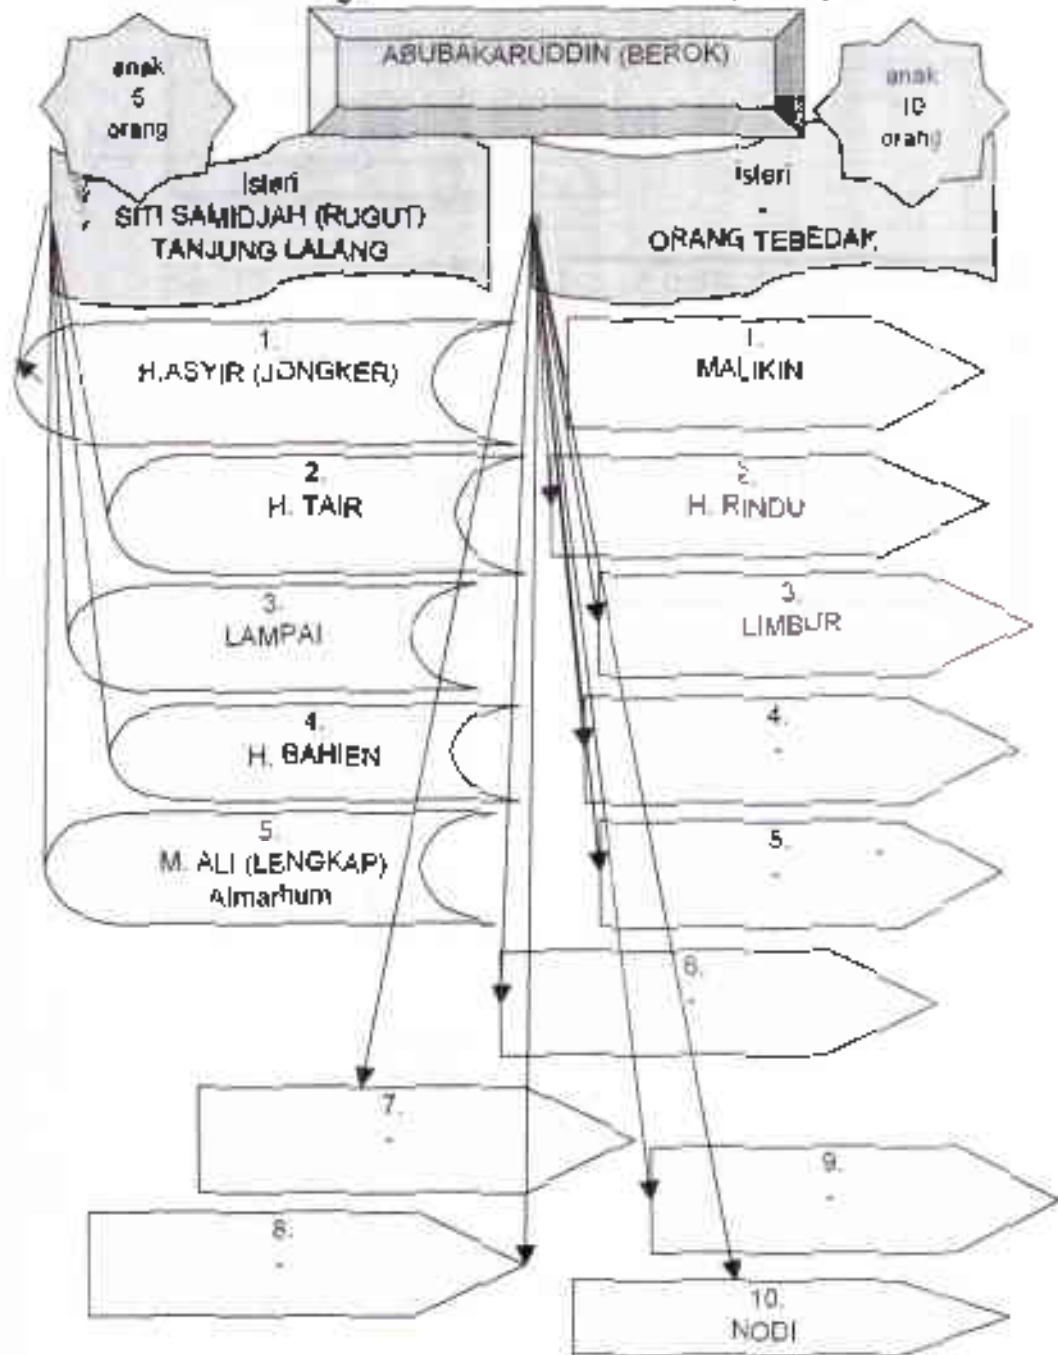 ABUBAKARUDDIN (BEROK)
anak
5
orang
anak
10
orang
Isteri
SITI SAMIDJAH (RUGUT)
TANJUNG LALANG
Isteri
-
ORANG TEBEDAK
1.
H.ASYIR (JONGKER)
2.
H. TAIR
3.
LAMPAI
4.
H. BAHIEN
5.
M. ALI (LENGKAP)
Almarhum
1.
MALIKIN
2.
H. RINDU
3.
LIMBUR
4.
-
5.
-
6.
-
7.
-
8.
-
9.
-
10.
NODI